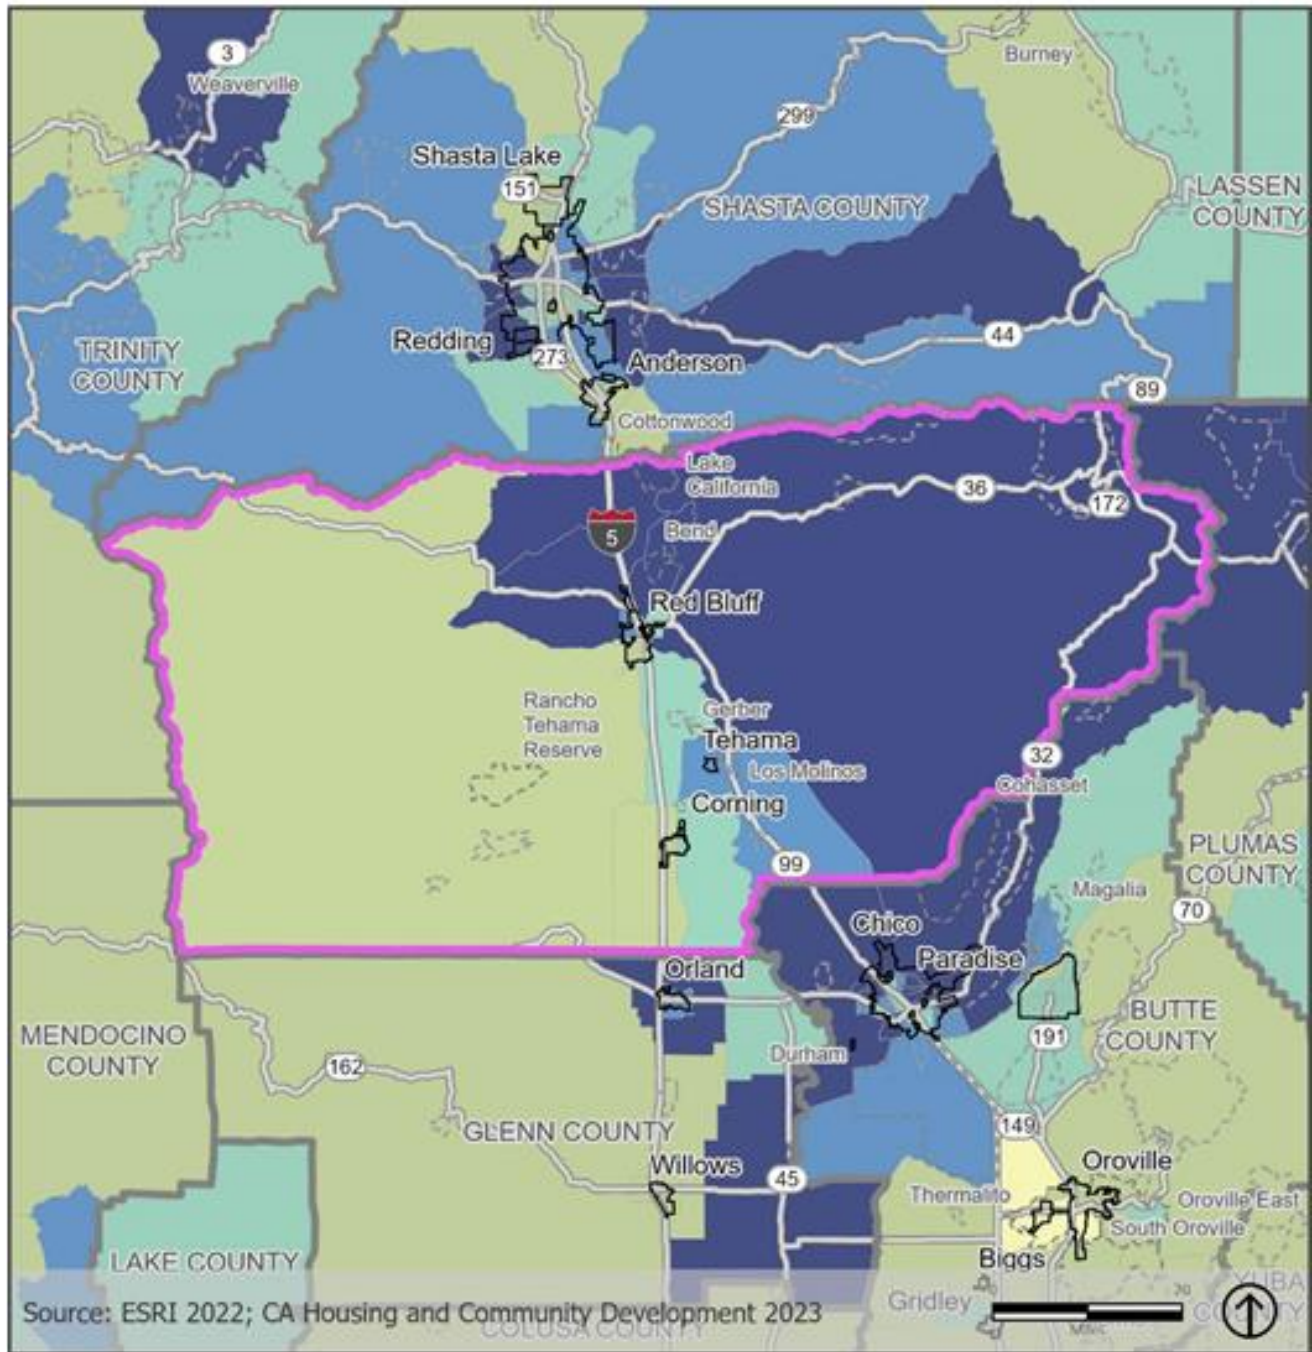 3
Weaverville
Burney
299
Shasta Lake
151
LASSEN
COUNTY
SHASTA COUNTY
Redding
273
Anderson
44
TRINITY
COUNTY
89
Cottonwood
Lake
California
36
172
5
Bend
Red Bluff
Rancho
Tehama
Reserve
Gerber
Tehama
Los Molinos
32
Cohasset
Corning
PLUMAS
COUNTY
99
Magalia
70
Chico
Paradise
Orland
MENDOCINO
COUNTY
BUTTE
COUNTY
191
162
Durham
GLENN COUNTY
149
Willows
45
Oroville
Thermalito
Oroville East
South Oroville
LAKE COUNTY
Biggs
YUBA
COUNTY
Source: ESRI 2022; CA Housing and Community Development 2023
Gridley
20
Miles
COLUSA COUNTY